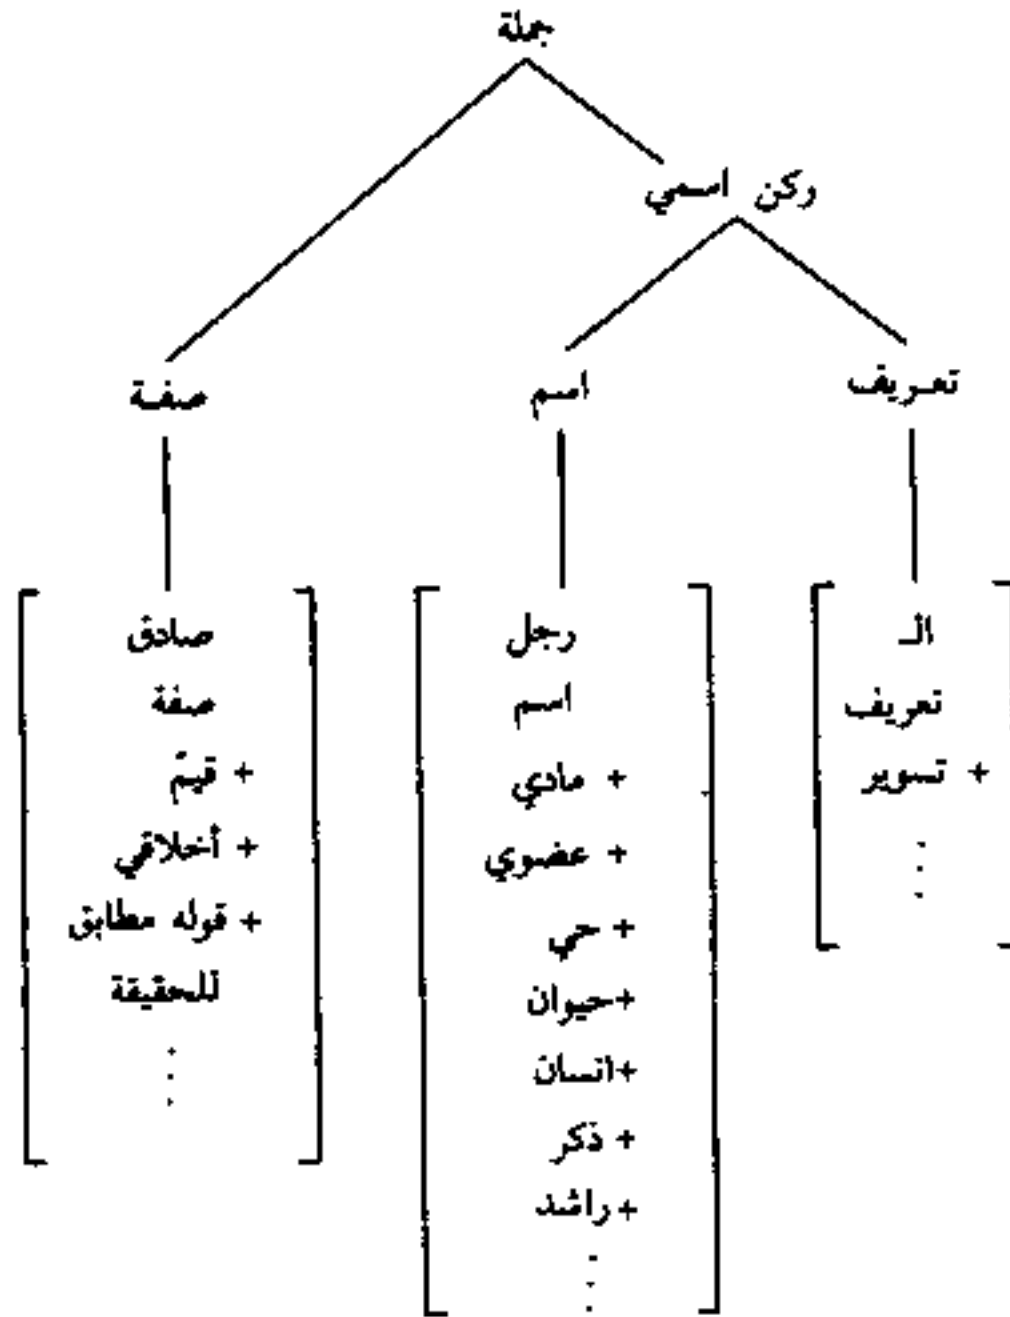 جملة
ركن اسمي
تعريف
اسم
صفة
الـ
تعريف
+ تسوير
رجل
اسم
+ مادي
+ عضوي
+ حي
+حيوان
+انسان
+ ذكر
+ راشد
صادق
صفة
+ قيمّ
+ أخلاقي
+ قوله مطابق
للحقيقة